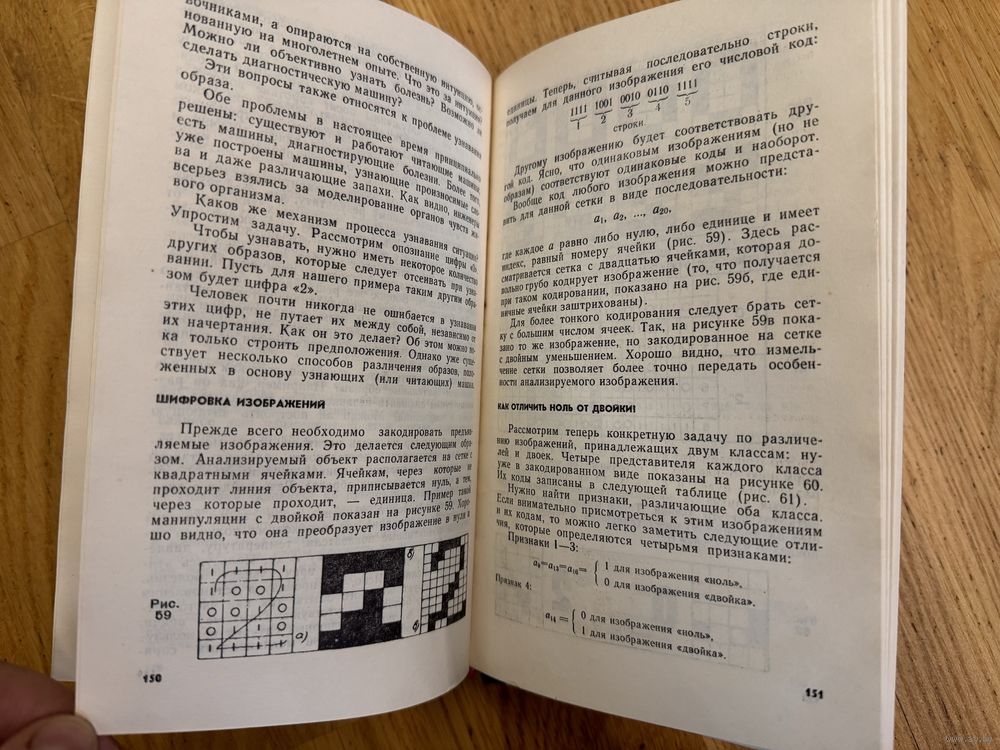 вочниками, а опираются на собственную интуицию,
нованную на многолетнем опыте. Что это за интуиция?
Можно ли объективно узнать болезнь? Возможно ли
сделать диагностическую машину?
Эти вопросы также относятся к проблеме узнавания
образа.
Обе проблемы в настоящее время принципиально
решены: существуют и работают читающие машины,
есть машины, диагностирующие болезни. Более того,
уже построены машины, узнающие произносимые сло-
ва и даже различающие запахи. Как видно, инженеры
всерьез взялись за моделирование органов чувств жи-
вого организма.
Каков же механизм процесса узнавания ситуации?
Упростим задачу. Рассмотрим опознание цифры «0».
Чтобы узнавать, нужно иметь некоторое количество
других образов, которые следует отсеивать при узна-
вании. Пусть для нашего примера таким другим обра-
зом будет цифра «2».
Человек почти никогда не ошибается в узнавании
этих цифр, не путает их между собой, независимо от
их начертания. Как он это делает? Об этом можно по-
ка только строить предположения. Однако уже суще-
ствует несколько способов различения образов, поло-
женных в основу узнающих (или читающих) машин.
ШИФРОВКА ИЗОБРАЖЕНИЙ
Прежде всего необходимо закодировать предъяв-
ляемые изображения. Это делается следующим обра-
зом. Анализируемый объект располагается на сетке с
квадратными ячейками. Ячейкам, через которые не
проходит линия объекта, приписывается нуль, а тем,
через которые проходит, — единица. Пример такой
манипуляции с двойкой показан на рисунке 59. Хоро-
шо видно, что она преобразует изображение в нули и
Рис.
59
а)
б)
в)
150
единицы. Теперь, считывая последовательно строки,
получаем для данного изображения его числовой код:
1111 1001 0010 0110 1111
1 2 3 4 5
строки
Другому изображению будет соответствовать дру-
гой код. Ясно, что одинаковым изображениям (но не
образам) соответствуют одинаковые коды и наоборот.
Вообще код любого изображения можно предста-
вить для данной сетки в виде последовательности:
a₁, a₂, ..., a₂₀,
где каждое a равно либо нулю, либо единице и имеет
индекс, равный номеру ячейки (рис. 59). Здесь рас-
сматривается сетка с двадцатью ячейками, которая до-
вольно грубо кодирует изображение (то, что получается
при таком кодировании, показано на рис. 59б, где еди-
ничные ячейки заштрихованы).
Для более тонкого кодирования следует брать сет-
ку с большим числом ячеек. Так, на рисунке 59в пока-
зано то же изображение, но закодированное на сетке
с двойным уменьшением. Хорошо видно, что измель-
чение сетки позволяет более точно передать особен-
ности анализируемого изображения.
КАК ОТЛИЧИТЬ НОЛЬ ОТ ДВОЙКИ!
Рассмотрим теперь конкретную задачу по различе-
нию изображений, принадлежащих двум классам: ну-
лей и двоек. Четыре представителя каждого класса
уже в закодированном виде показаны на рисунке 60.
Их коды записаны в следующей таблице (рис. 61).
Нужно найти признаки, различающие оба класса.
Если внимательно присмотреться к этим изображениям
и их кодам, то можно легко заметить следующие отли-
чия, которые определяются четырьмя признаками:
Признаки 1—3:
a₉=a₁₃=a₁₆= { 1 для изображения «ноль»,
0 для изображения «двойка».
Признак 4:
a₁₄ = { 0 для изображения «ноль»,
1 для изображения «двойка».
151